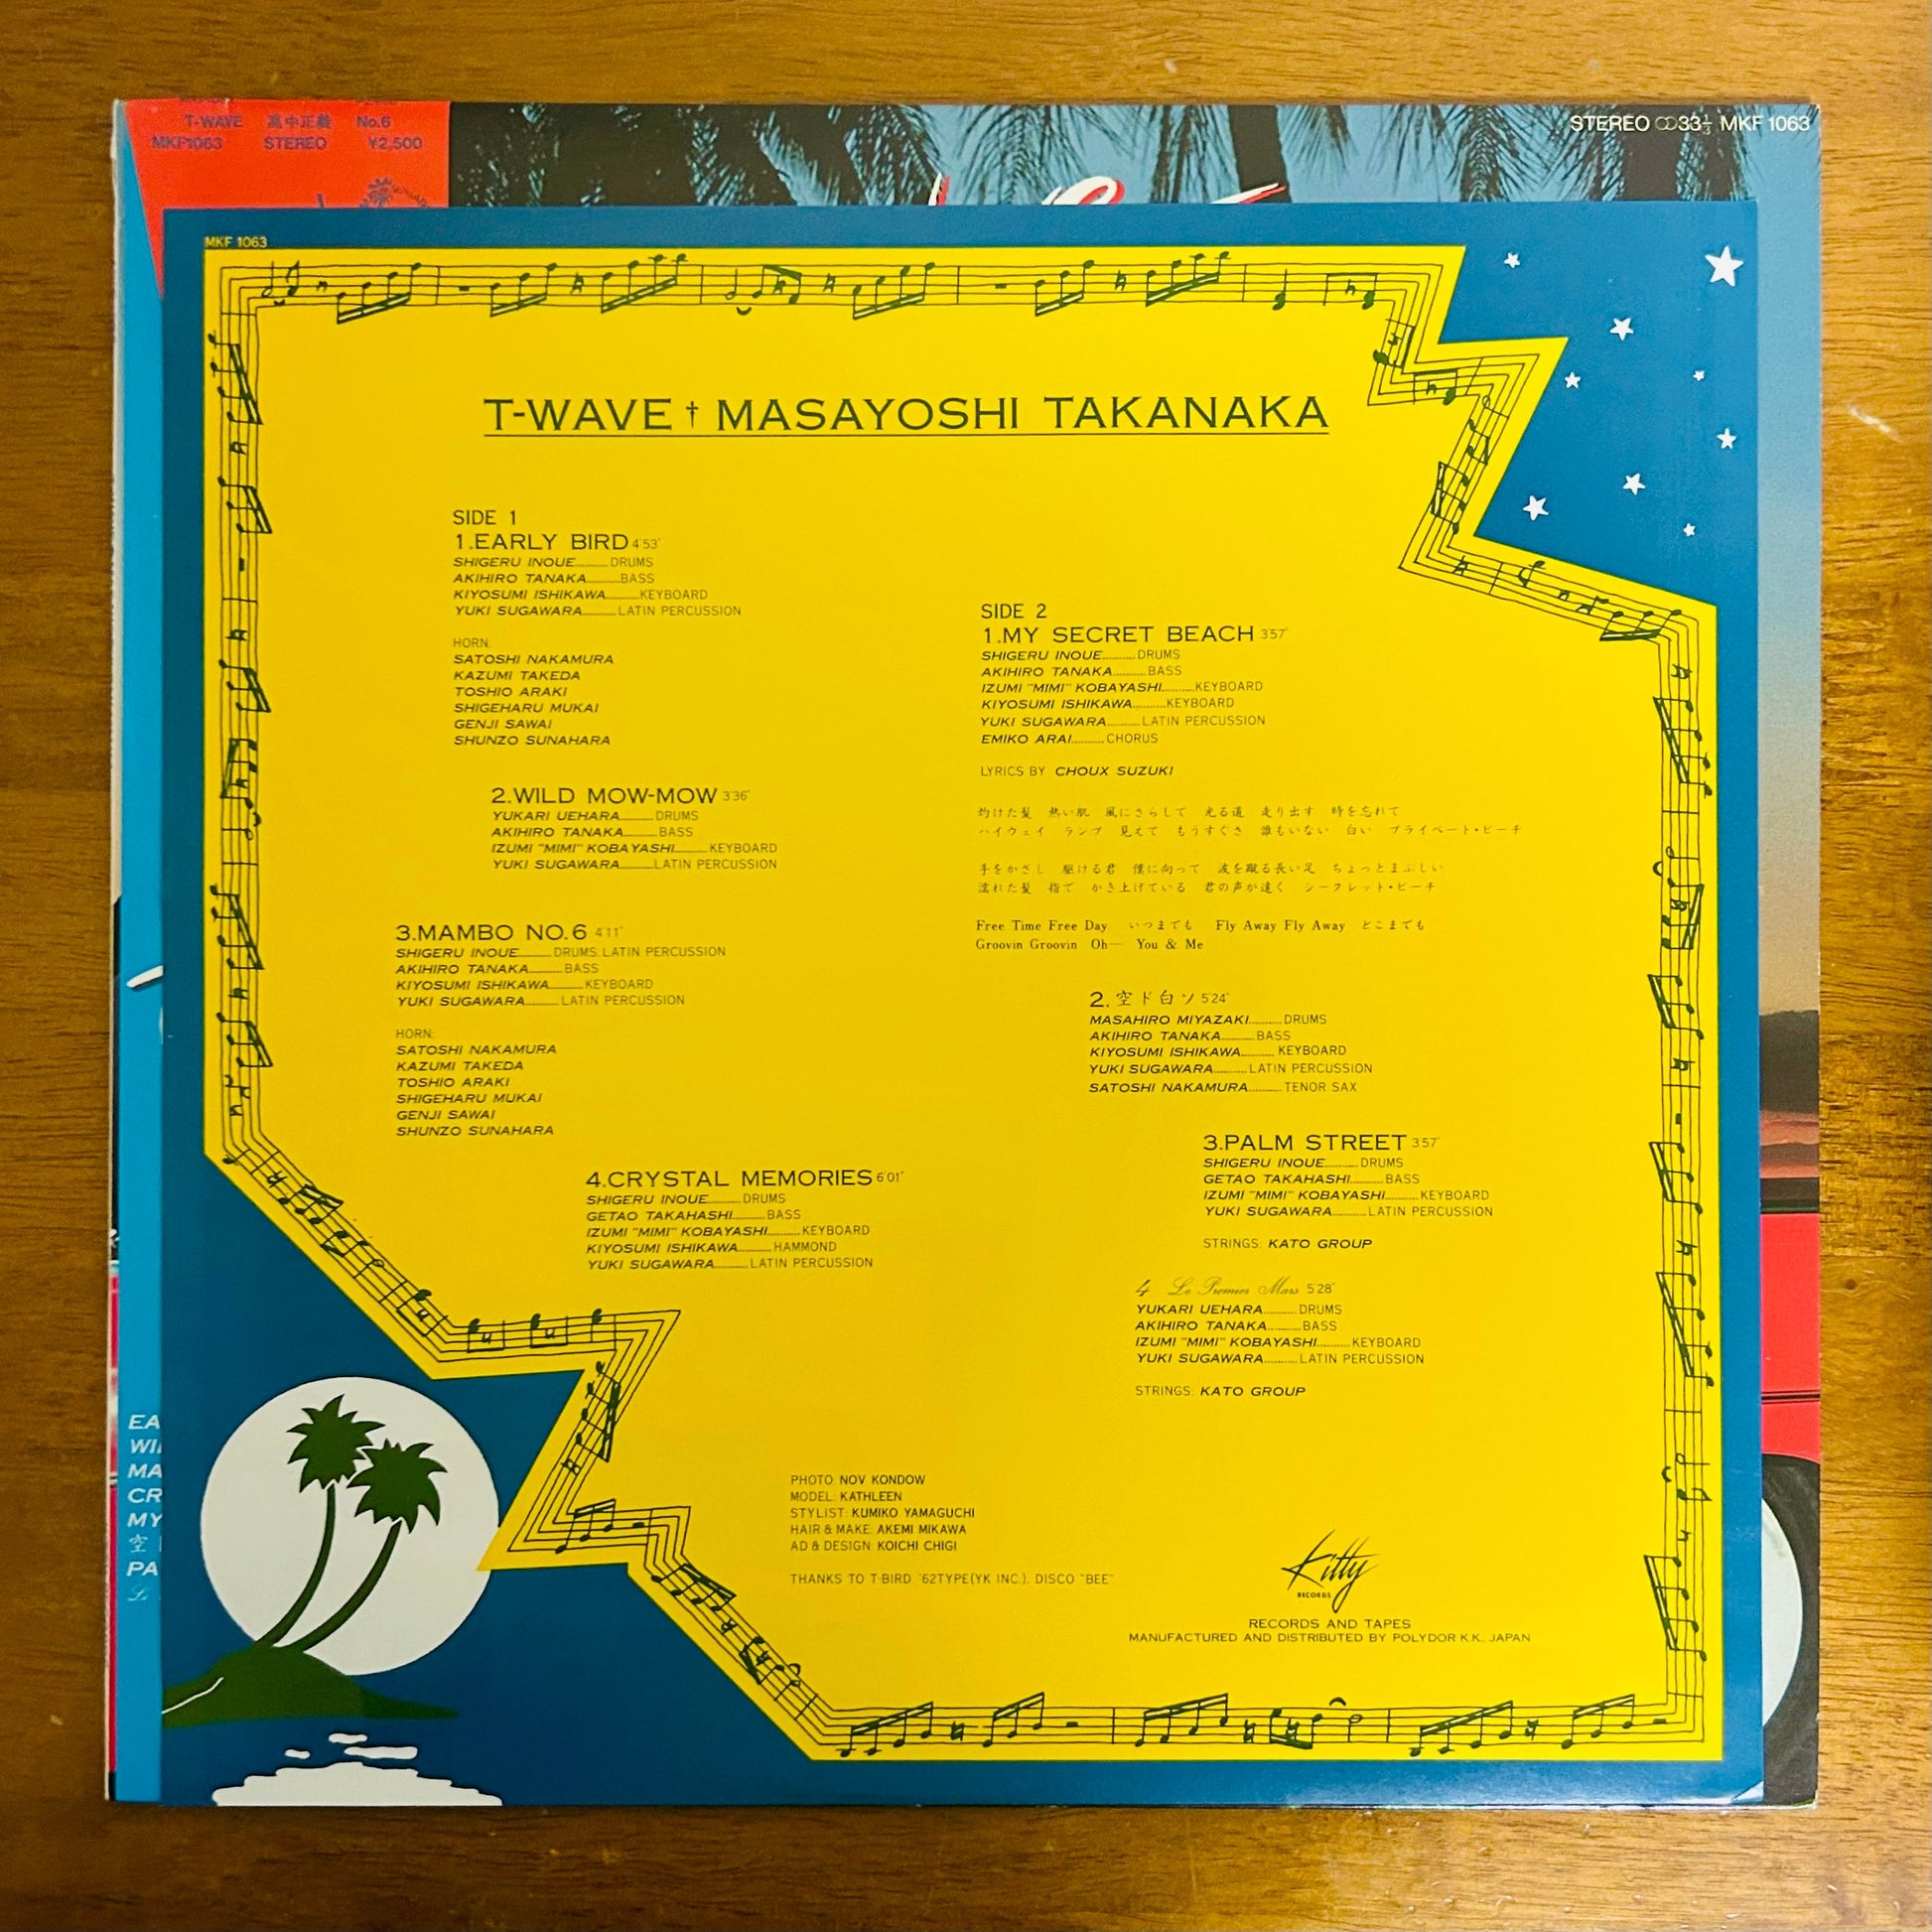 T-WAVE 高中正義 No.6
MKF1063 STEREO ¥2,500
STEREO 33⅓ MKF 1063
MKF 1063
T-WAVE † MASAYOSHI TAKANAKA
SIDE 1
1.EARLY BIRD 4'53"
SHIGERU INOUE.........DRUMS
AKIHIRO TANAKA.........BASS
KIYOSUMI ISHIKAWA.........KEYBOARD
YUKI SUGAWARA.........LATIN PERCUSSION
HORN:
SATOSHI NAKAMURA
KAZUMI TAKEDA
TOSHIO ARAKI
SHIGEHARU MUKAI
GENJI SAWAI
SHUNZO SUNAHARA
2.WILD MOW-MOW 3'36"
YUKARI UEHARA.........DRUMS
AKIHIRO TANAKA.........BASS
IZUMI "MIMI" KOBAYASHI.........KEYBOARD
YUKI SUGAWARA.........LATIN PERCUSSION
3.MAMBO NO.6 4'11"
SHIGERU INOUE.........DRUMS. LATIN PERCUSSION
AKIHIRO TANAKA.........BASS
KIYOSUMI ISHIKAWA.........KEYBOARD
YUKI SUGAWARA.........LATIN PERCUSSION
HORN:
SATOSHI NAKAMURA
KAZUMI TAKEDA
TOSHIO ARAKI
SHIGEHARU MUKAI
GENJI SAWAI
SHUNZO SUNAHARA
4.CRYSTAL MEMORIES 6'01"
SHIGERU INOUE.........DRUMS
GETAO TAKAHASHI.........BASS
IZUMI "MIMI" KOBAYASHI.........KEYBOARD
KIYOSUMI ISHIKAWA.........HAMMOND
YUKI SUGAWARA.........LATIN PERCUSSION
SIDE 2
1.MY SECRET BEACH 3'57"
SHIGERU INOUE.........DRUMS
AKIHIRO TANAKA.........BASS
IZUMI "MIMI" KOBAYASHI.........KEYBOARD
KIYOSUMI ISHIKAWA.........KEYBOARD
YUKI SUGAWARA.........LATIN PERCUSSION
EMIKO ARAI.........CHORUS
LYRICS BY CHOUX SUZUKI
灼けた髪 熱い肌 風にさらして 光る道 走り出す 時を忘れて
ハイウェイ ランプ 見えて もうすぐさ 誰もいない 白い プライベート・ビーチ
手をかざし 駆ける君 僕に向って 波を蹴る長い足 ちょっとまぶしい
濡れた髪 指で かき上げている 君の声が遠く シークレット・ビーチ
Free Time Free Day いつまでも Fly Away Fly Away どこまでも
Groovin Groovin Oh— You & Me
2.空ド白ソ 5'24"
MASAHIRO MIYAZAKI.........DRUMS
AKIHIRO TANAKA.........BASS
KIYOSUMI ISHIKAWA.........KEYBOARD
YUKI SUGAWARA.........LATIN PERCUSSION
SATOSHI NAKAMURA.........TENOR SAX
3.PALM STREET 3'57"
SHIGERU INOUE.........DRUMS
GETAO TAKAHASHI.........BASS
IZUMI "MIMI" KOBAYASHI.........KEYBOARD
YUKI SUGAWARA.........LATIN PERCUSSION
STRINGS: KATO GROUP
4 Le Premier Mars 5'28"
YUKARI UEHARA.........DRUMS
AKIHIRO TANAKA.........BASS
IZUMI "MIMI" KOBAYASHI.........KEYBOARD
YUKI SUGAWARA.........LATIN PERCUSSION
STRINGS: KATO GROUP
PHOTO: NOV KONDOW
MODEL: KATHLEEN
STYLIST: KUMIKO YAMAGUCHI
HAIR & MAKE: AKEMI MIKAWA
AD & DESIGN: KOICHI CHIGI
THANKS TO T-BIRD '62TYPE(YK INC.), DISCO "BEE"
Kitty
RECORDS
RECORDS AND TAPES
MANUFACTURED AND DISTRIBUTED BY POLYDOR K.K., JAPAN
EA
WI
MA
CR
MY
空
PA